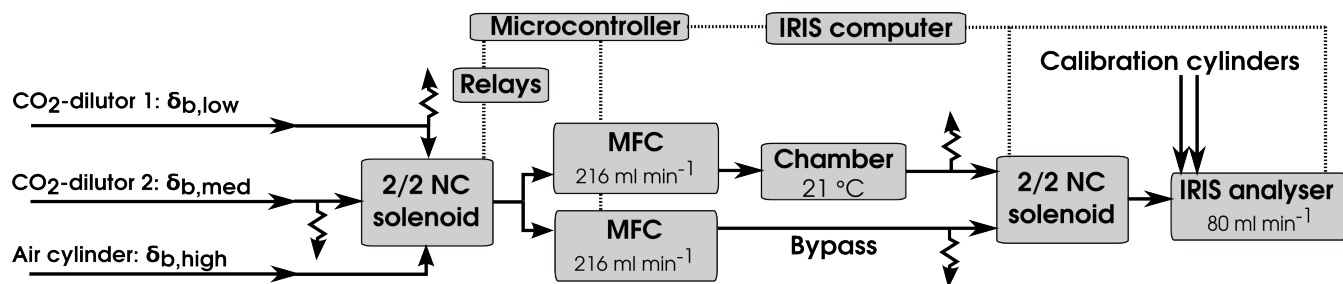 Microcontroller
IRIS computer
Relays
Calibration cylinders
CO2-dilutor 1: δb,low
CO2-dilutor 2: δb,med
Air cylinder: δb,high
2/2 NC
solenoid
MFC
216 ml min-1
MFC
216 ml min-1
Chamber
21 °C
Bypass
2/2 NC
solenoid
IRIS analyser
80 ml min-1